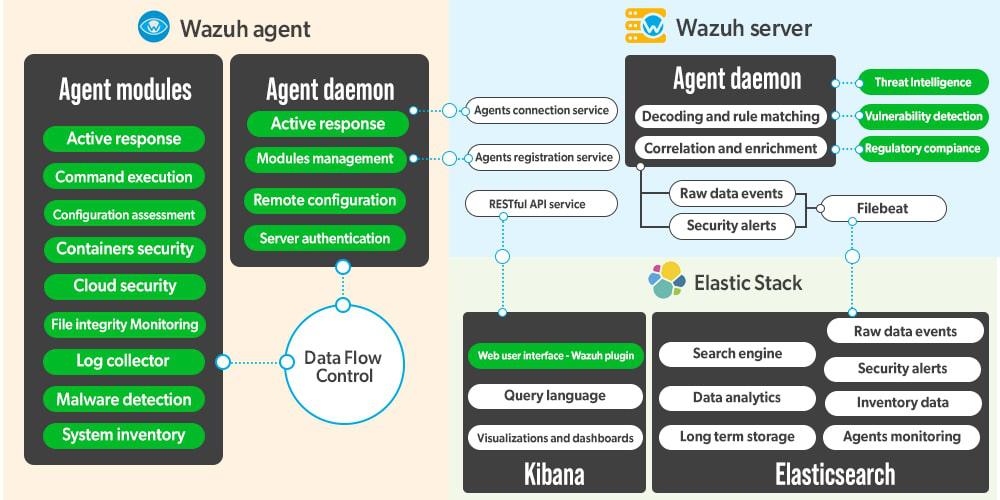 Wazuh agent
Agent modules
Active response
Command execution
Configuration assessment
Containers security
Cloud security
File integrity Monitoring
Log collector
Malware detection
System inventory
Agent daemon
Active response
Modules management
Remote configuration
Server authentication
Data Flow
Control
Wazuh server
Agents connection service
Agents registration service
RESTful API service
Agent daemon
Decoding and rule matching
Correlation and enrichment
Threat Intelligence
Vulnerability detection
Regulatory compiance
Raw data events
Security alerts
Filebeat
Elastic Stack
Web user interface - Wazuh plugin
Query language
Visualizations and dashboards
Kibana
Search engine
Data analytics
Long term storage
Raw data events
Security alerts
Inventory data
Agents monitoring
Elasticsearch